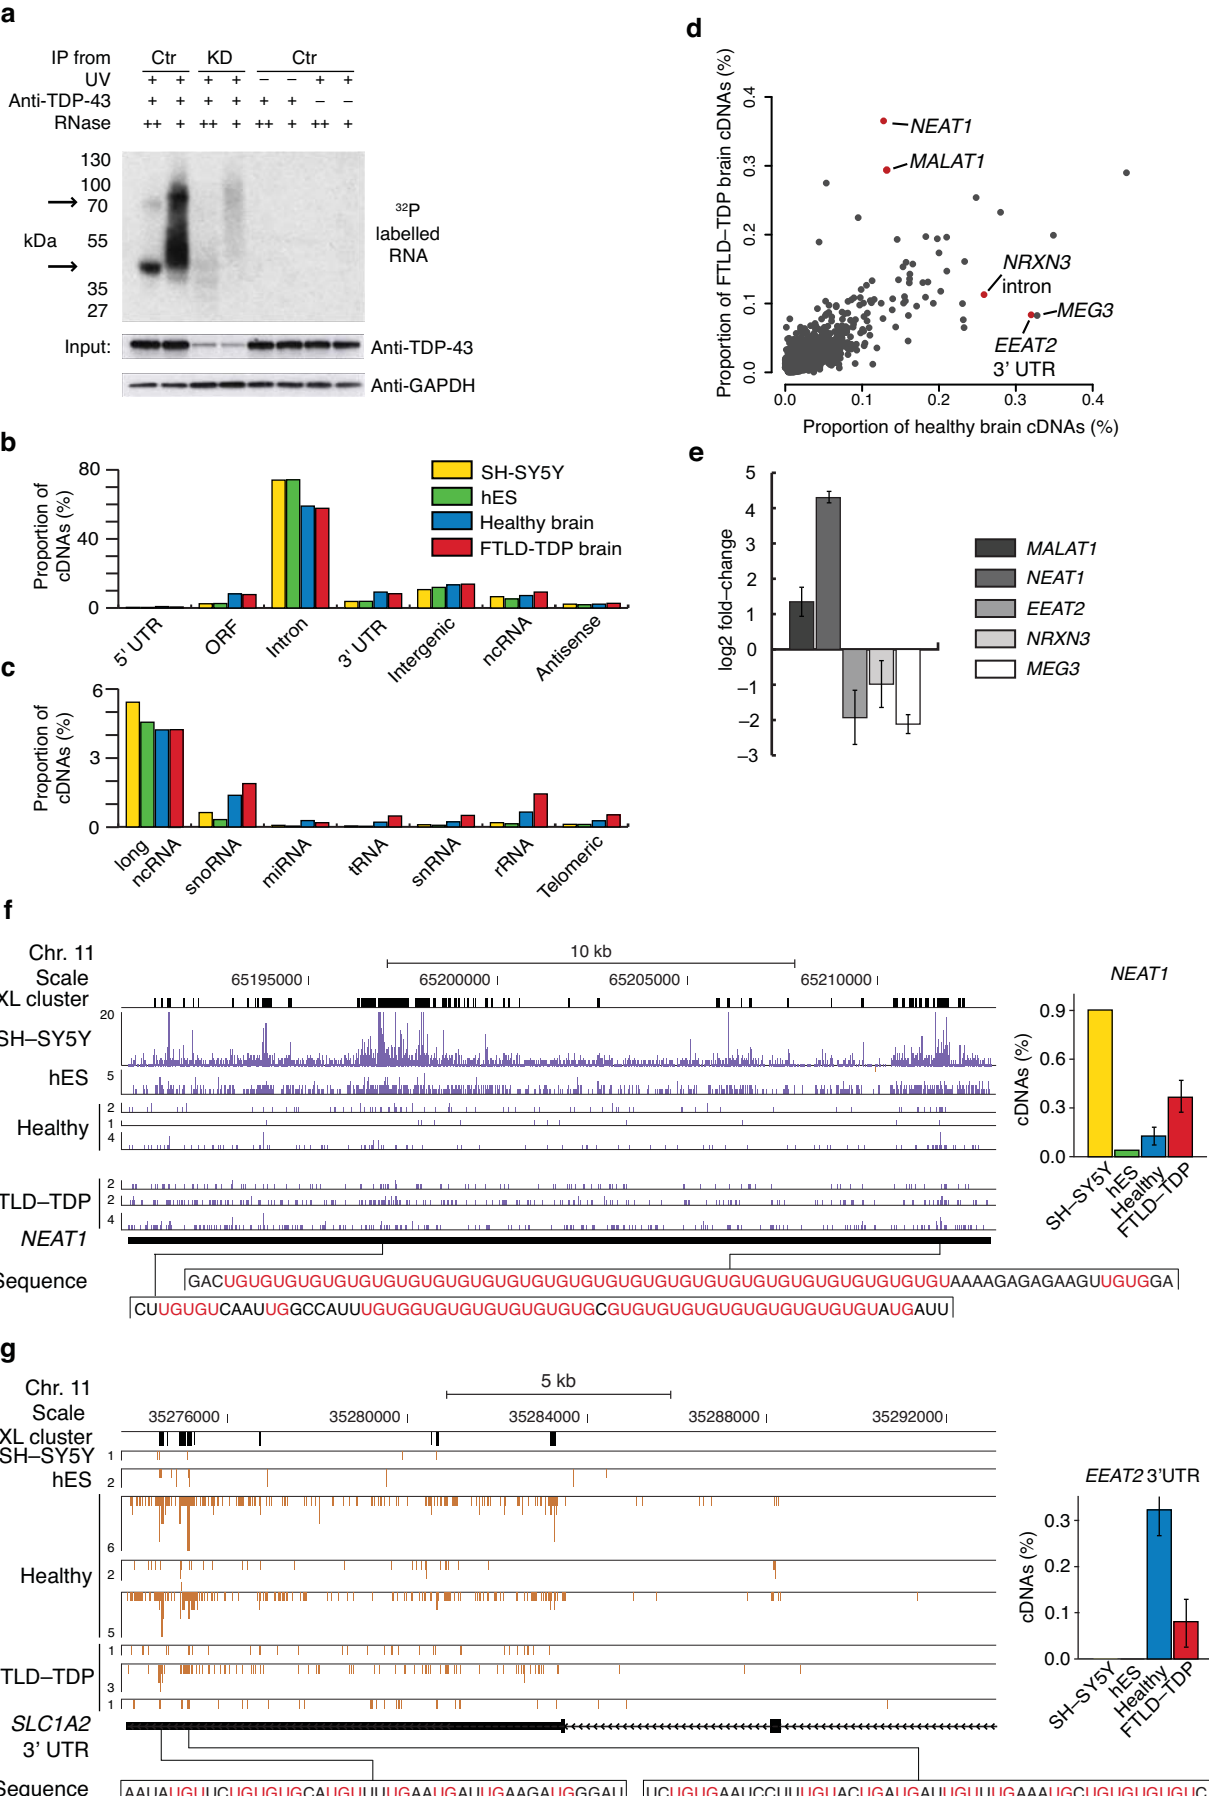 a
IP from Ctr KD Ctr
UV + + + + – – + +
Anti-TDP-43 + + + + + + – –
RNase ++ + ++ + ++ + ++ +
130
100
70
kDa 55
35
27
32P
labelled
RNA
Input: Anti-TDP-43
Anti-GAPDH
b
Proportion of
cDNAs (%)
80
40
0
SH-SY5Y
hES
Healthy brain
FTLD-TDP brain
5' UTR ORF Intron 3' UTR Intergenic ncRNA Antisense
c
Proportion of
cDNAs (%)
6
3
0
long
ncRNA snoRNA miRNA tRNA snRNA rRNA Telomeric
d
Proportion of FTLD–TDP brain cDNAs (%)
0.4
0.3
0.2
0.1
0.0
NEAT1
MALAT1
NRXN3
intron
MEG3
EEAT2
3' UTR
0.0 0.1 0.2 0.3 0.4
Proportion of healthy brain cDNAs (%)
e
log2 fold–change
5
4
3
2
1
0
–1
–2
–3
MALAT1
NEAT1
EEAT2
NRXN3
MEG3
f
Chr. 11 10 kb
Scale 65195000 65200000 65205000 65210000
XL cluster
SH–SY5Y 20
hES 5
Healthy 2
1
4
TLD–TDP 2
2
4
NEAT1
Sequence
GACUGUGUGUGUGUGUGUGUGUGUGUGUGUGUGUGUGUGUGUGUGUGUGUGUGUGUGUGUAAAAGAGAGAAGUUGUGUGGA
CUUGUGUCAAUUGGCCAUUUGUGGUGUGUGUGUGUGUGCGUGUGUGUGUGUGUGUGUGUGUAUGAUU
NEAT1
cDNAs (%)
0.9
0.6
0.3
0.0
SH–SY5Y hES Healthy FTLD–TDP
g
Chr. 11 5 kb
Scale 35276000 35280000 35284000 35288000 35292000
XL cluster
SH–SY5Y 1
hES 2
Healthy 6
2
5
TLD–TDP 1
3
1
SLC1A2
3' UTR
Sequence
AAUAUGUUCUGUGUGCAUGUUUUGAAUGAUUGAAGAUGGGAU
UCUGUGAAUCCUUUGUACUGAUGAUUGUUUGAAAUGCUGUGUGUGUC
EEAT2 3'UTR
cDNAs (%)
0.3
0.2
0.1
0.0
SH–SY5Y hES Healthy FTLD–TDP